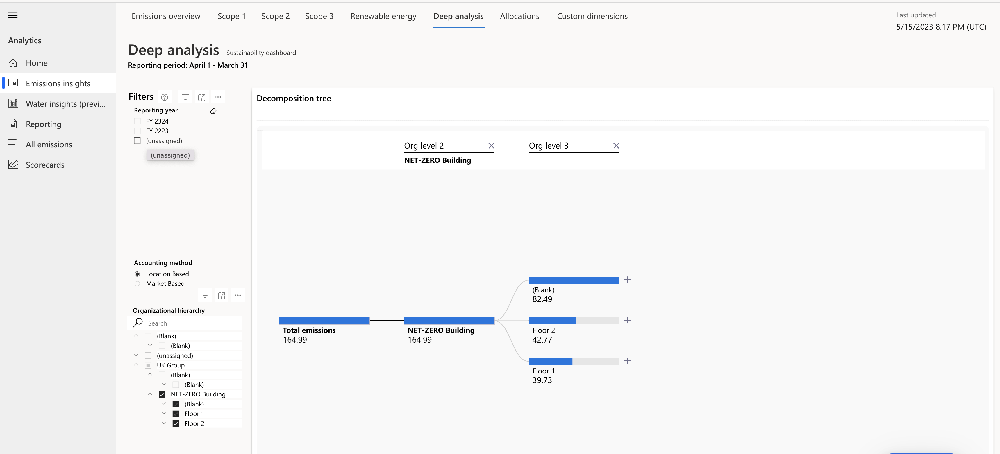 Emissions overview Scope 1 Scope 2 Scope 3 Renewable energy Deep analysis Allocations Custom dimensions
Last updated
5/15/2023 8:17 PM (UTC)
Analytics
Home
Emissions insights
Water insights (previ...
Reporting
All emissions
Scorecards
Deep analysis Sustainability dashboard
Reporting period: April 1 - March 31
Filters
Reporting year
FY 2324
FY 2223
(unassigned)
(unassigned)
Accounting method
Location Based
Market Based
Organizational hierarchy
Search
(Blank)
(Blank)
(unassigned)
UK Group
(Blank)
(Blank)
NET-ZERO Building
(Blank)
Floor 1
Floor 2
Decomposition tree
Org level 2
NET-ZERO Building
Org level 3
Total emissions
164.99
NET-ZERO Building
164.99
(Blank)
82.49
Floor 2
42.77
Floor 1
39.73